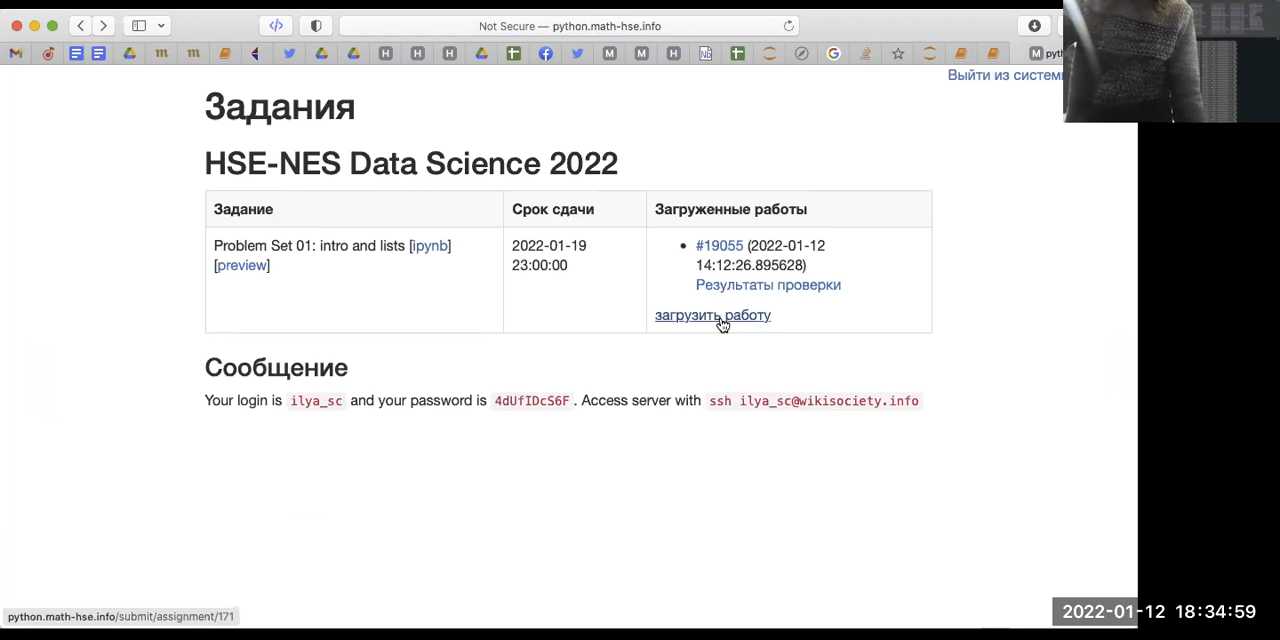 Not Secure — python.math-hse.info
Выйти из систем
Задания
HSE-NES Data Science 2022
Задание
Срок сдачи
Загруженные работы
Problem Set 01: intro and lists [ipynb]
[preview]
2022-01-19
23:00:00
#19055 (2022-01-12
14:12:26.895628)
Результаты проверки
загрузить работу
Сообщение
Your login is ilya_sc and your password is 4dUfIDcS6F. Access server with ssh ilya_sc@wikisociety.info
python.math-hse.info/submit/assignment/171
2022-01-12 18:34:59